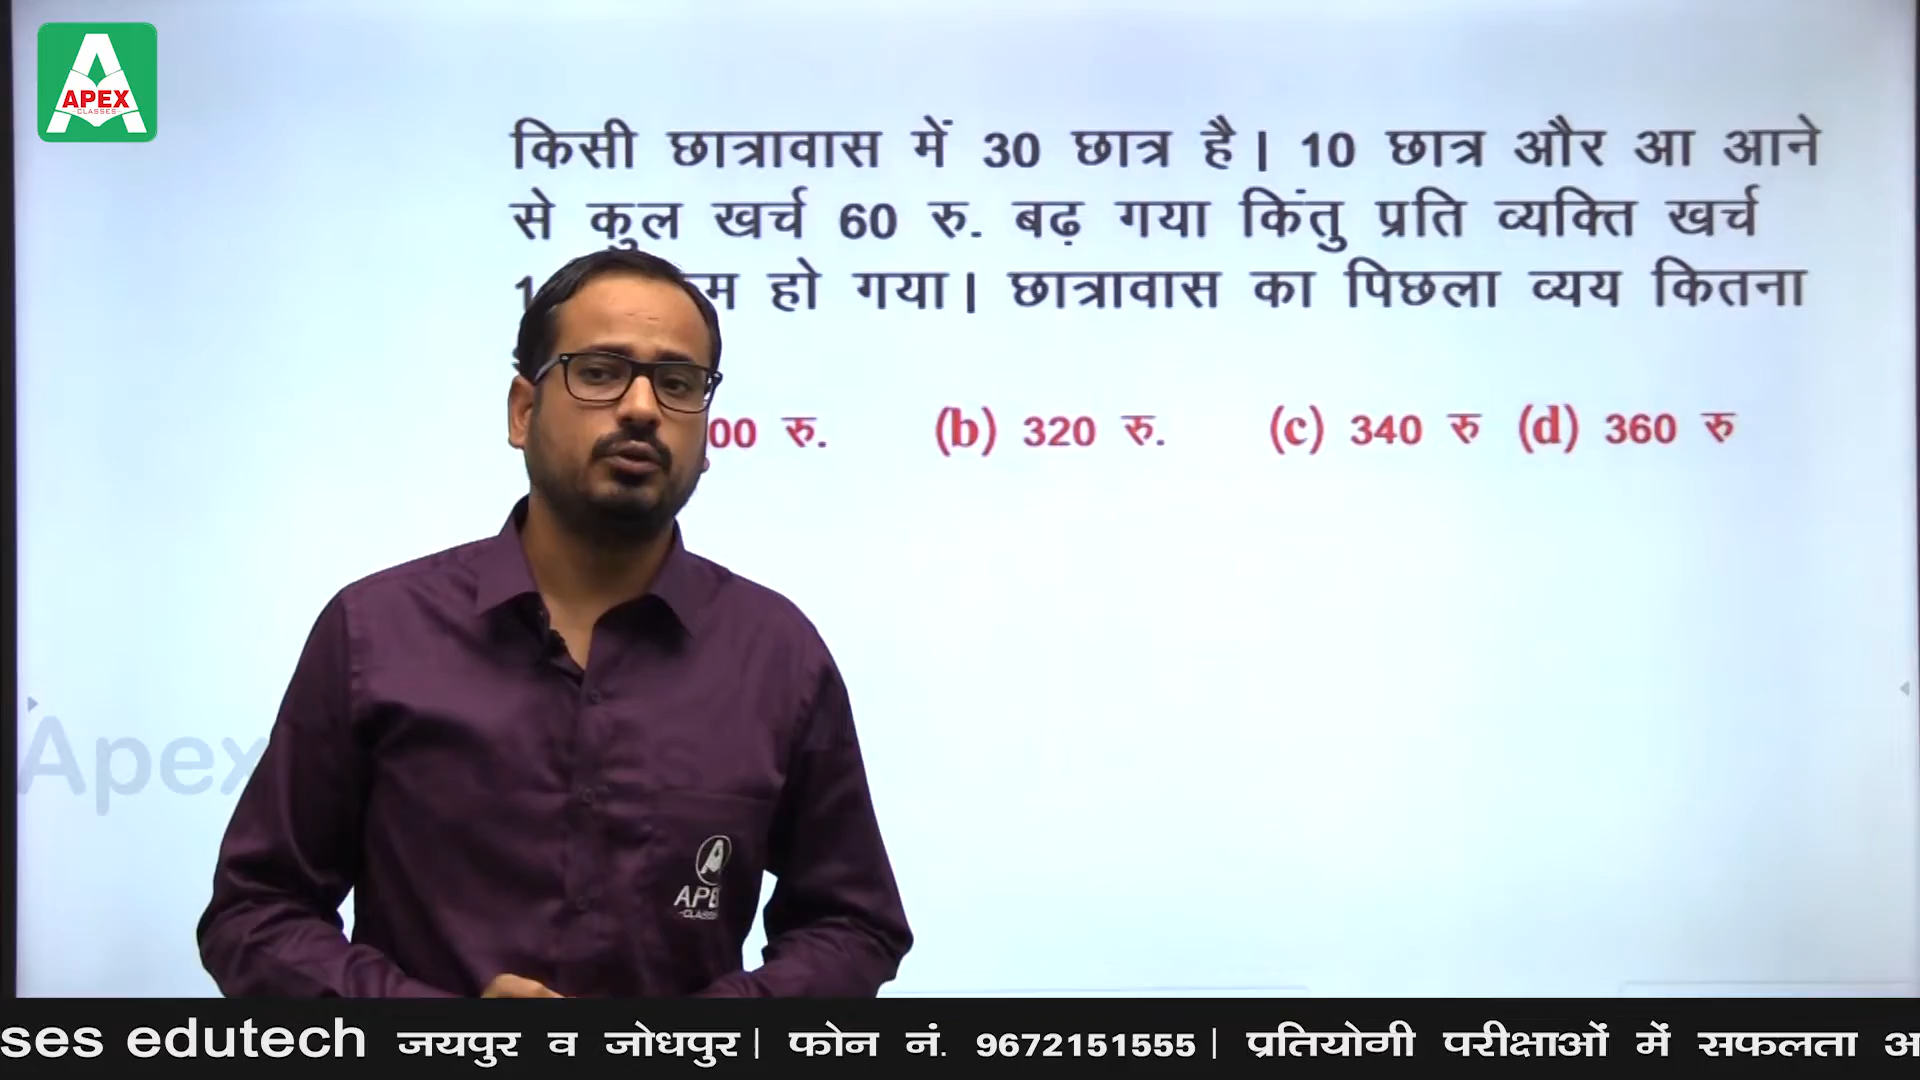 APEX
CLASSES
किसी छात्रावास में 30 छात्र है। 10 छात्र और आ आने
से कुल खर्च 60 रु. बढ़ गया किंतु प्रति व्यक्ति खर्च
हो गया। छात्रावास का पिछला व्यय कितना
00 रु. (b) 320 रु. (c) 340 रु (d) 360 रु
Apex
ses edutech जयपुर व जोधपुर| फोन नं. 9672151555| प्रतियोगी परीक्षाओं में सफलता अ